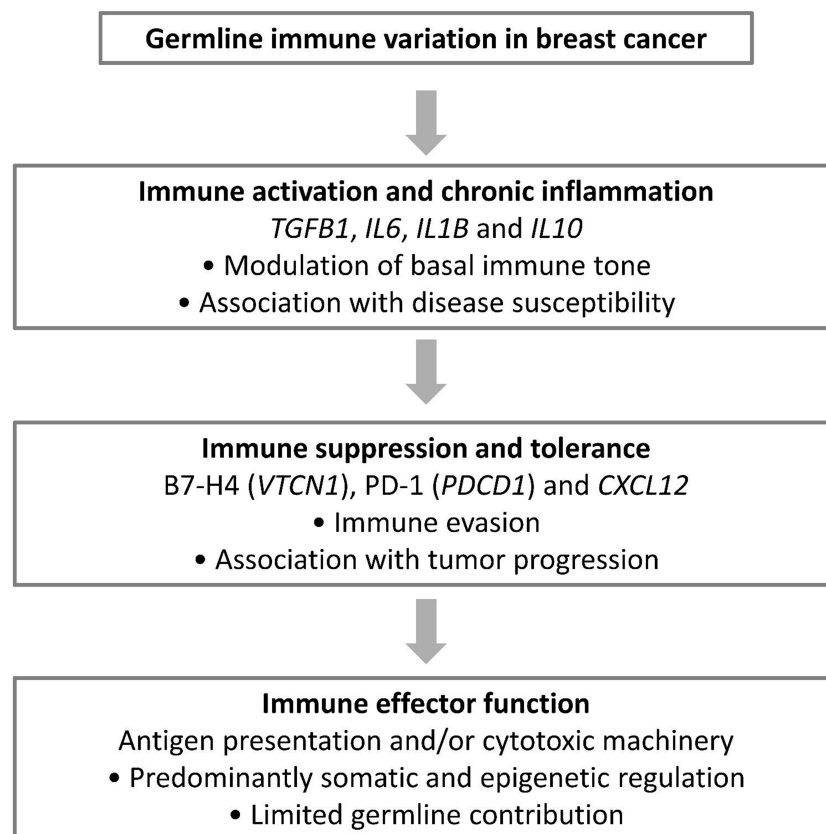 Germline immune variation in breast cancer
Immune activation and chronic inflammation
TGFB1, IL6, IL1B and IL10
• Modulation of basal immune tone
• Association with disease susceptibility
Immune suppression and tolerance
B7-H4 (VTCN1), PD-1 (PDCD1) and CXCL12
• Immune evasion
• Association with tumor progression
Immune effector function
Antigen presentation and/or cytotoxic machinery
• Predominantly somatic and epigenetic regulation
• Limited germline contribution